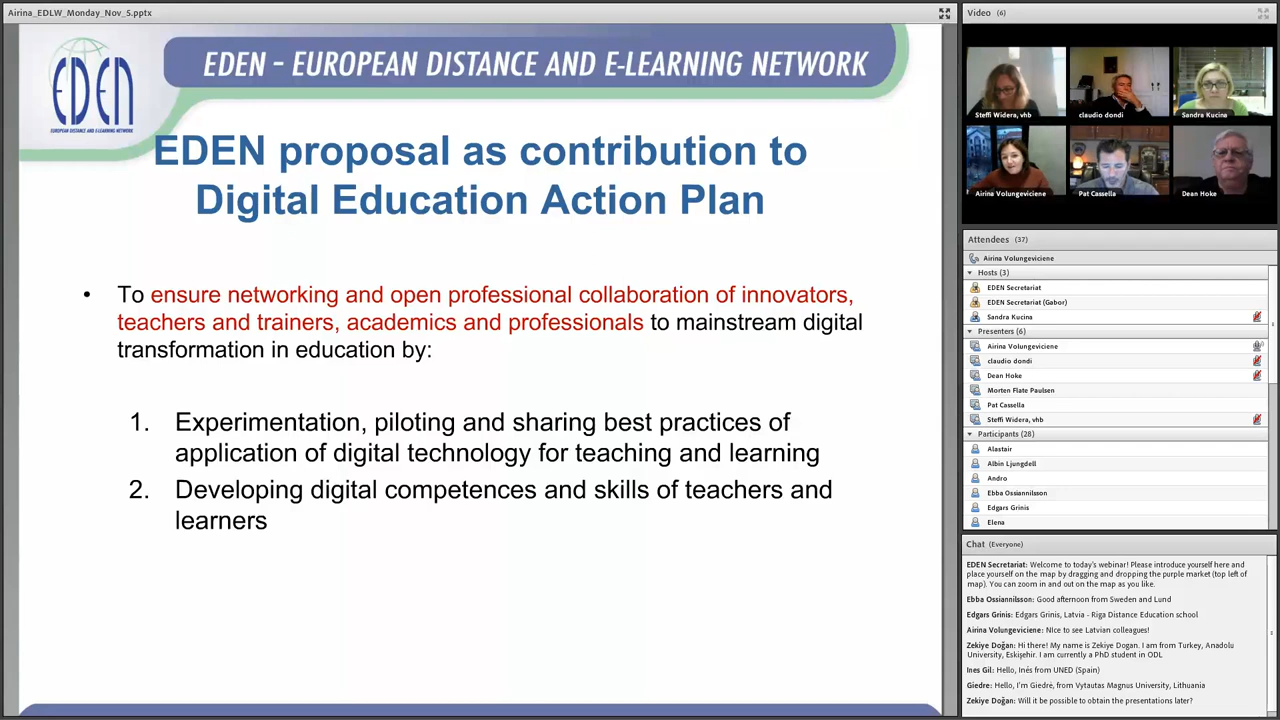 Airina_EDLW_Monday_Nov_5.pptx
EDEN
EUROPEAN DISTANCE AND E-LEARNING NETWORK
EDEN – EUROPEAN DISTANCE AND E-LEARNING NETWORK
EDEN proposal as contribution to
Digital Education Action Plan
• To ensure networking and open professional collaboration of innovators,
teachers and trainers, academics and professionals to mainstream digital
transformation in education by:
1. Experimentation, piloting and sharing best practices of
application of digital technology for teaching and learning
2. Developing digital competences and skills of teachers and
learners
Video (6)
Steffi Widera, vhb
claudio dondi
Sandra Kucina
Airina Volungeviciene
Pat Cassella
Dean Hoke
Attendees (37)
Airina Volungeviciene
Hosts (3)
EDEN Secretariat
EDEN Secretariat (Gabor)
Sandra Kucina
Presenters (6)
Airina Volungeviciene
claudio dondi
Dean Hoke
Morten Flate Paulsen
Pat Cassella
Steffi Widera, vhb
Participants (28)
Alastair
Albin Ljungdell
Andro
Ebba Ossiannilsson
Edgars Grinis
Elena
Chat (Everyone)
EDEN Secretariat: Welcome to today's webinar! Please introduce yourself here and
place yourself on the map by dragging and dropping the purple market (top left of
map). You can zoom in and out on the map as you like.
Ebba Ossiannilsson: Good afternoon from Sweden and Lund
Edgars Grinis: Edgars Grinis, Latvia - Riga Distance Education school
Airina Volungeviciene: NIce to see Latvian colleagues!
Zekiye Doğan: Hi there! My name is Zekiye Dogan. I am from Turkey, Anadolu
University, Eskişehir. I am currently a PhD student in ODL
Ines Gil: Hello, Inés from UNED (Spain)
Giedre: Hello, I'm Giedrė, from Vytautas Magnus University, Lithuania
Zekiye Doğan: Will it be possible to obtain the presentations later?